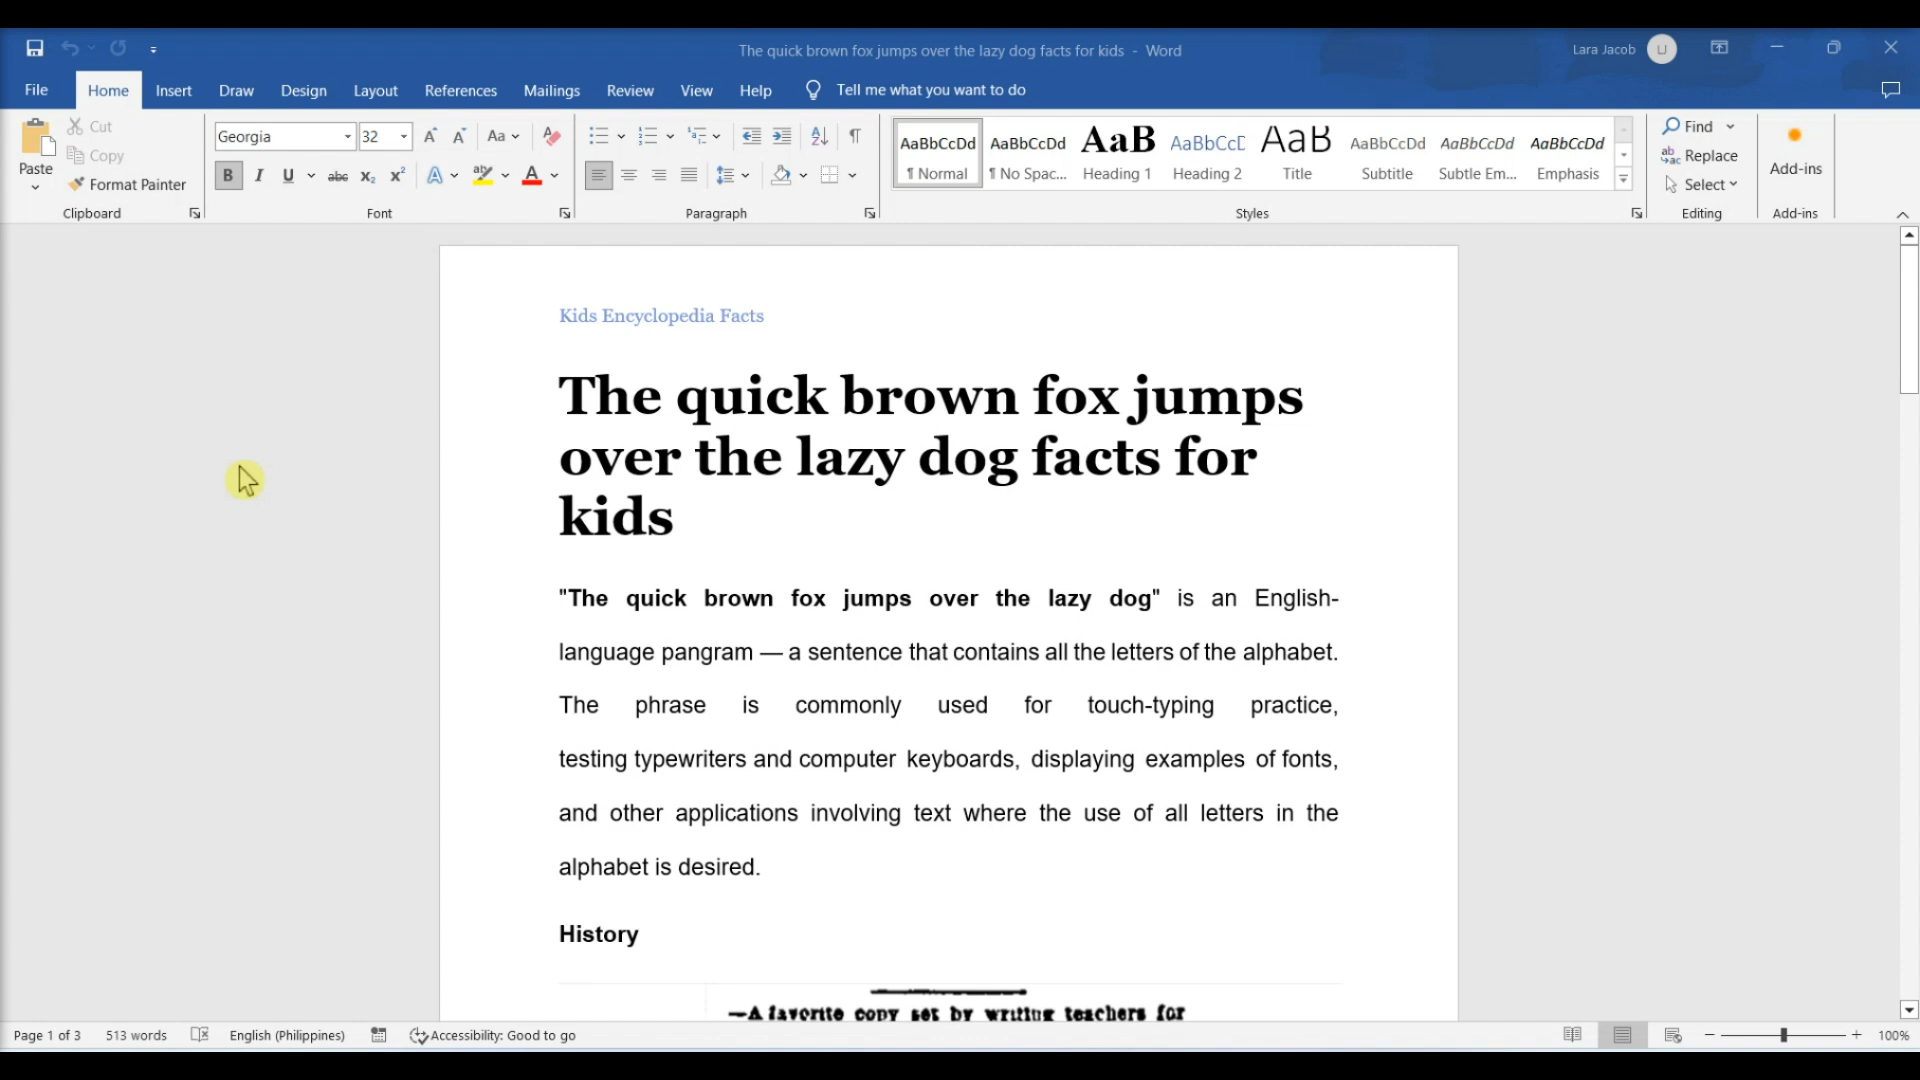 The quick brown fox jumps over the lazy dog facts for kids - Word
Lara Jacob
LJ
File Home Insert Draw Design Layout References Mailings Review View Help Tell me what you want to do
Paste
Cut
Copy
Format Painter
Clipboard
Georgia 32
Font
Paragraph
AaBbCcDd AaBbCcDd AaB AaBbCcD AaB AaBbCcDd AaBbCcDd AaBbCcDd
¶ Normal ¶ No Spac... Heading 1 Heading 2 Title Subtitle Subtle Em... Emphasis
Styles
Find
Replace
Select
Editing
Add-ins
Add-ins
Kids Encyclopedia Facts
The quick brown fox jumps
over the lazy dog facts for
kids
"The quick brown fox jumps over the lazy dog" is an English-
language pangram — a sentence that contains all the letters of the alphabet.
The phrase is commonly used for touch-typing practice,
testing typewriters and computer keyboards, displaying examples of fonts,
and other applications involving text where the use of all letters in the
alphabet is desired.
History
—A favorite copy set by writing teachers for
Page 1 of 3 513 words English (Philippines) Accessibility: Good to go 100%